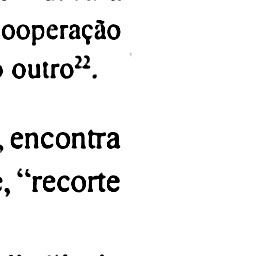 ooperação
outro²².
, encontra
, “recorte